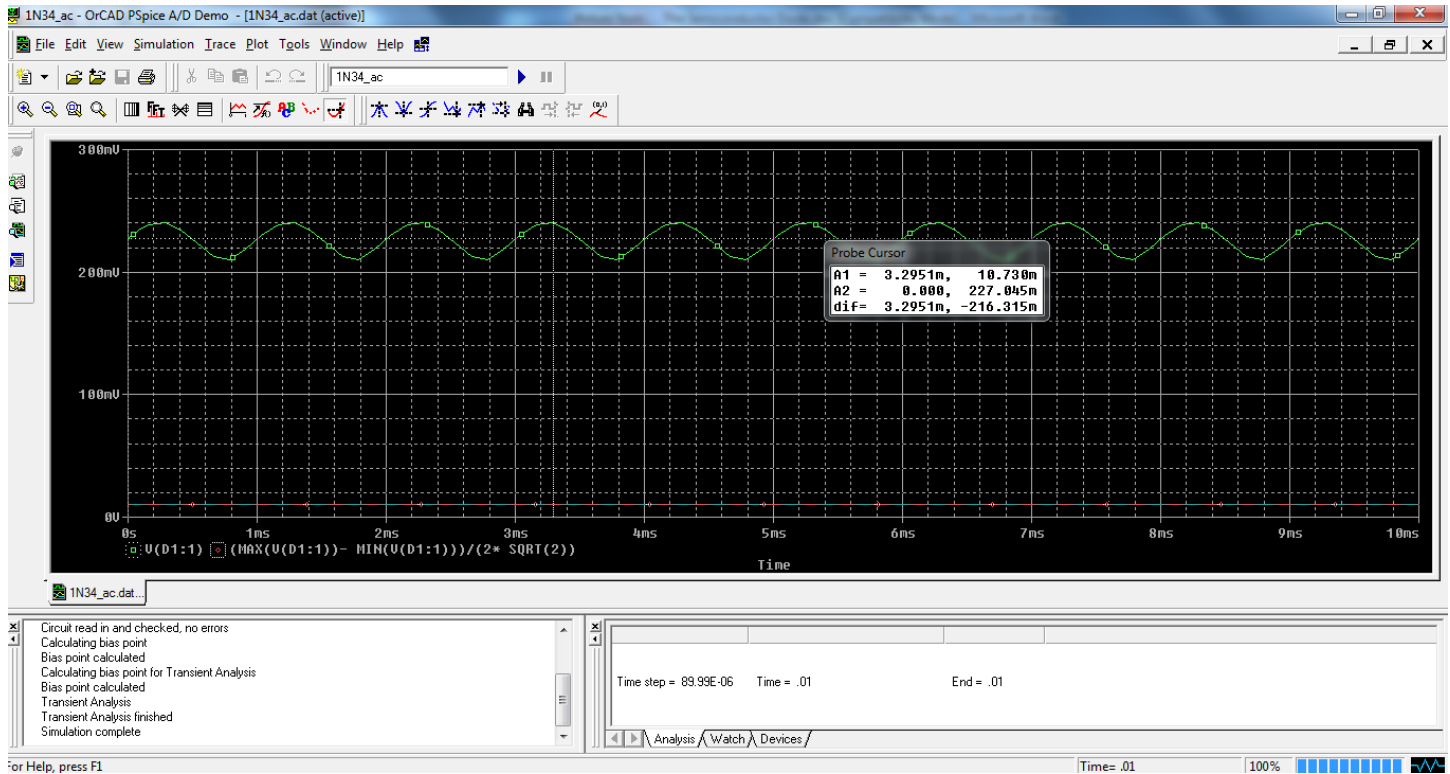 1N34_ac - OrCAD PSpice A/D Demo - [1N34_ac.dat (active)]
File Edit View Simulation Trace Plot Tools Window Help
1N34_ac
300mV
200mV
100mV
0V
Probe Cursor
A1 = 3.2951m, 10.730m
A2 = 0.000, 227.045m
dif= 3.2951m, -216.315m
0s 1ms 2ms 3ms 4ms 5ms 6ms 7ms 8ms 9ms 10ms
V(D1:1) (MAX(V(D1:1))- MIN(V(D1:1)))/(2* SQRT(2))
Time
1N34_ac.dat...
Circuit read in and checked, no errors
Calculating bias point
Bias point calculated
Calculating bias point for Transient Analysis
Bias point calculated
Transient Analysis
Transient Analysis finished
Simulation complete
Time step = 89.99E-06 Time = .01 End = .01
Analysis Watch Devices
For Help, press F1
Time= .01 100%